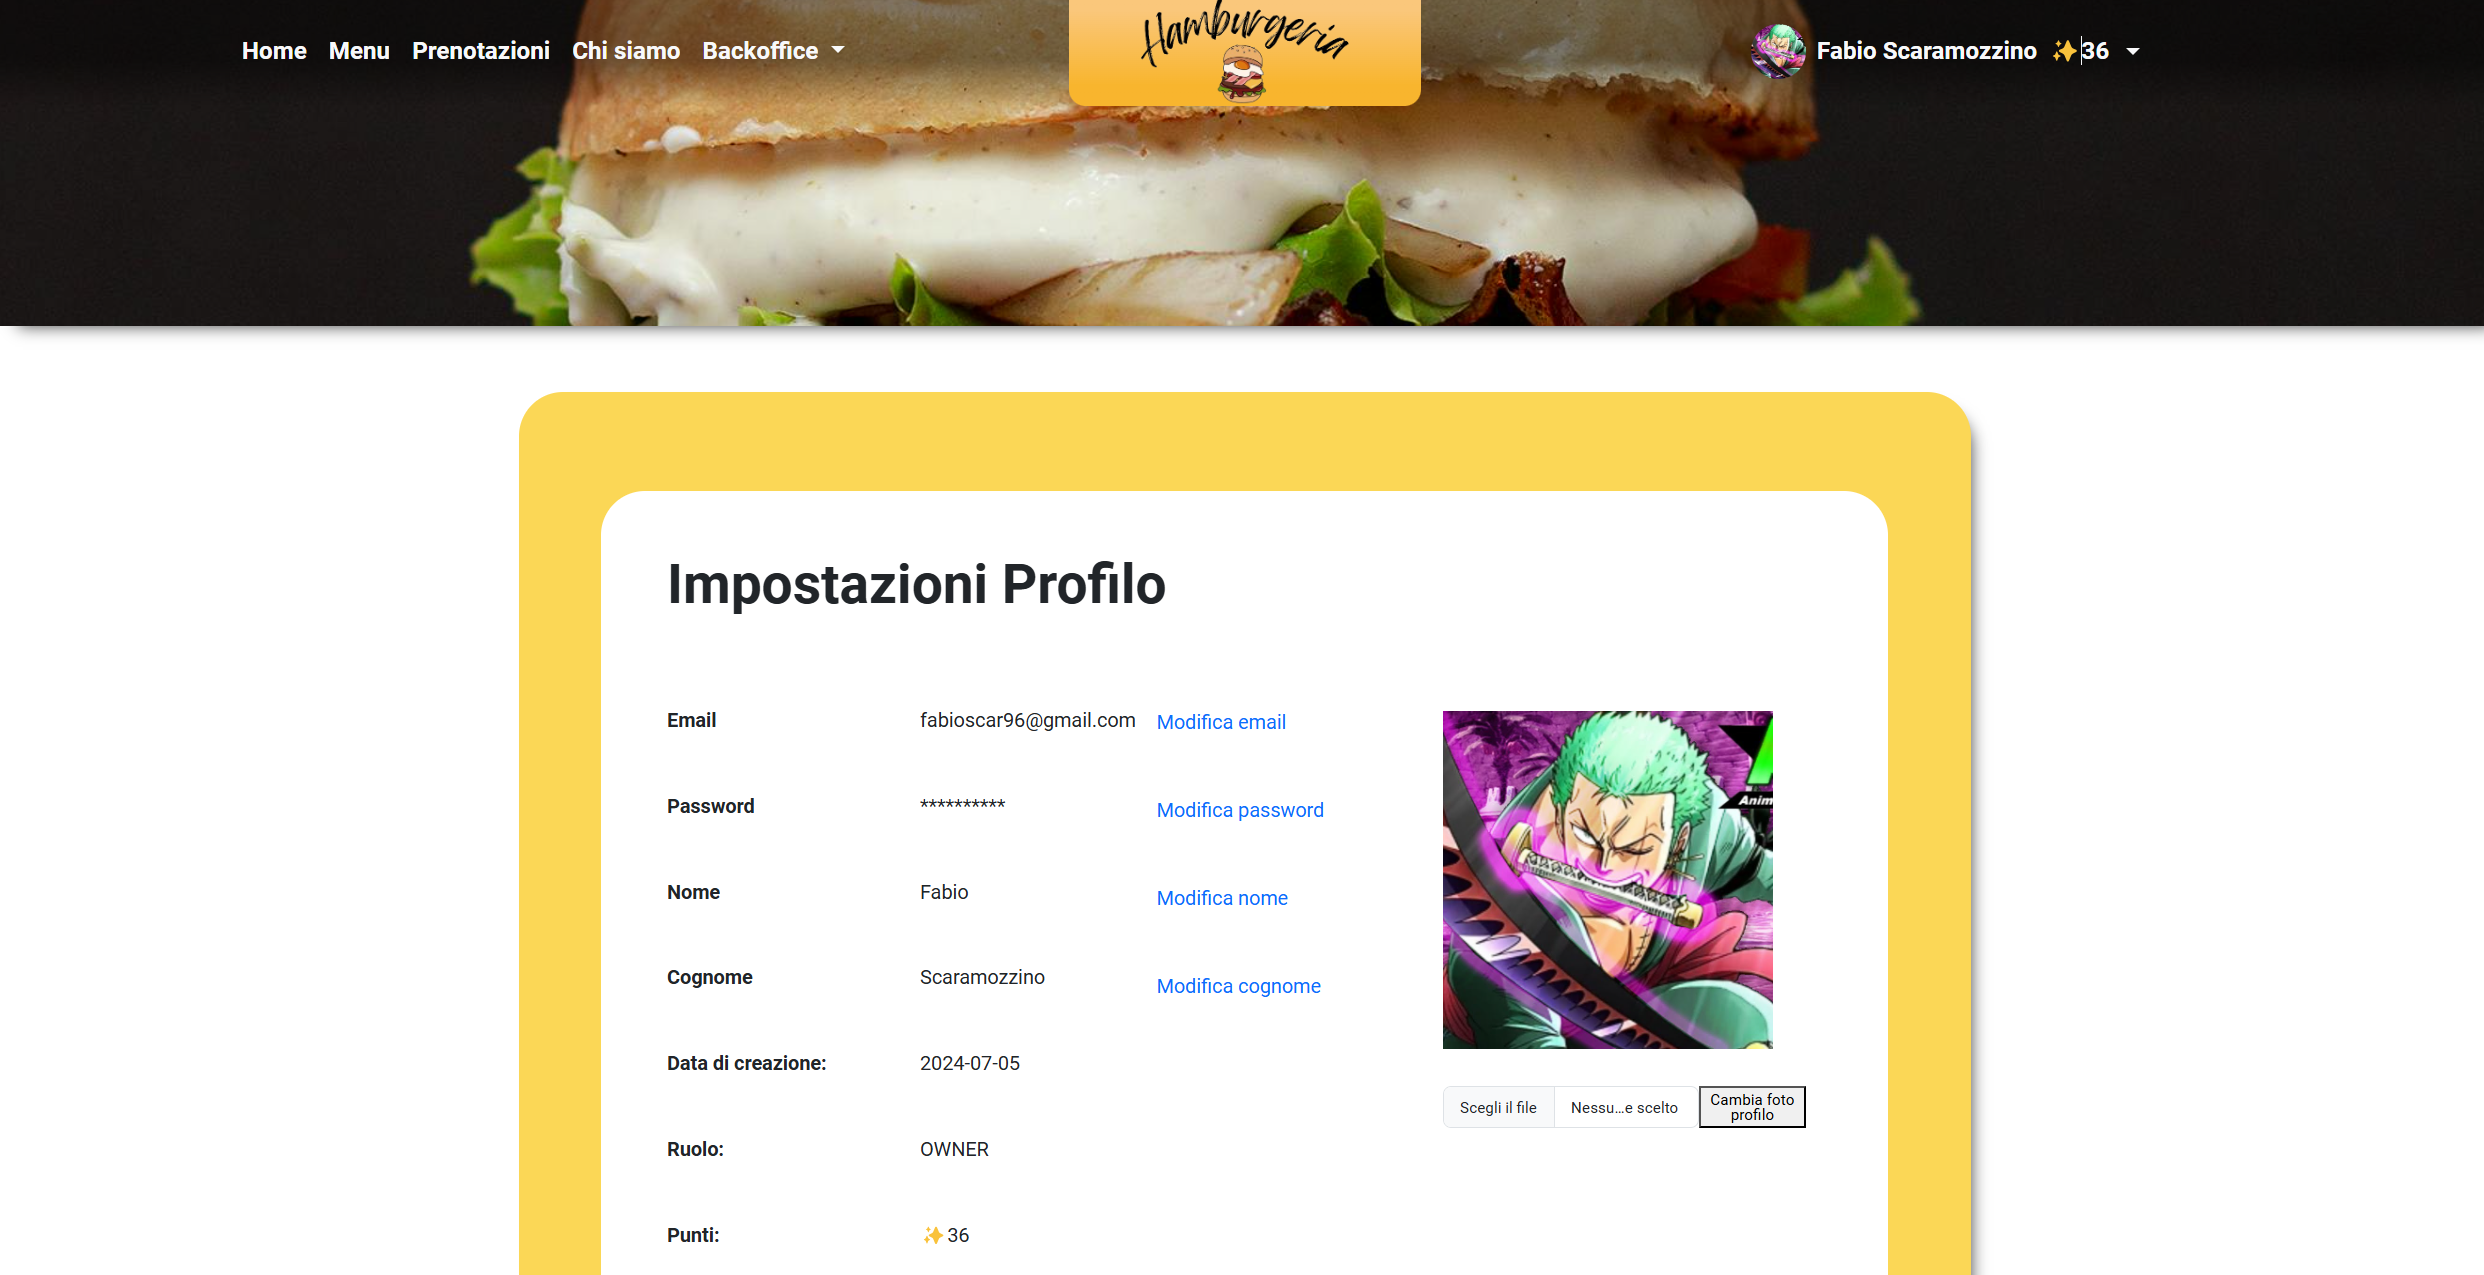 Home Menu Prenotazioni Chi siamo Backoffice
Hamburgeria
Fabio Scaramozzino ✨36
Impostazioni Profilo
Email fabioscar96@gmail.com Modifica email
Password ********** Modifica password
Nome Fabio Modifica nome
Cognome Scaramozzino Modifica cognome
Data di creazione: 2024-07-05
Ruolo: OWNER
Punti: ✨36
Anim
Scegli il file Nessu...e scelto Cambia foto
profilo